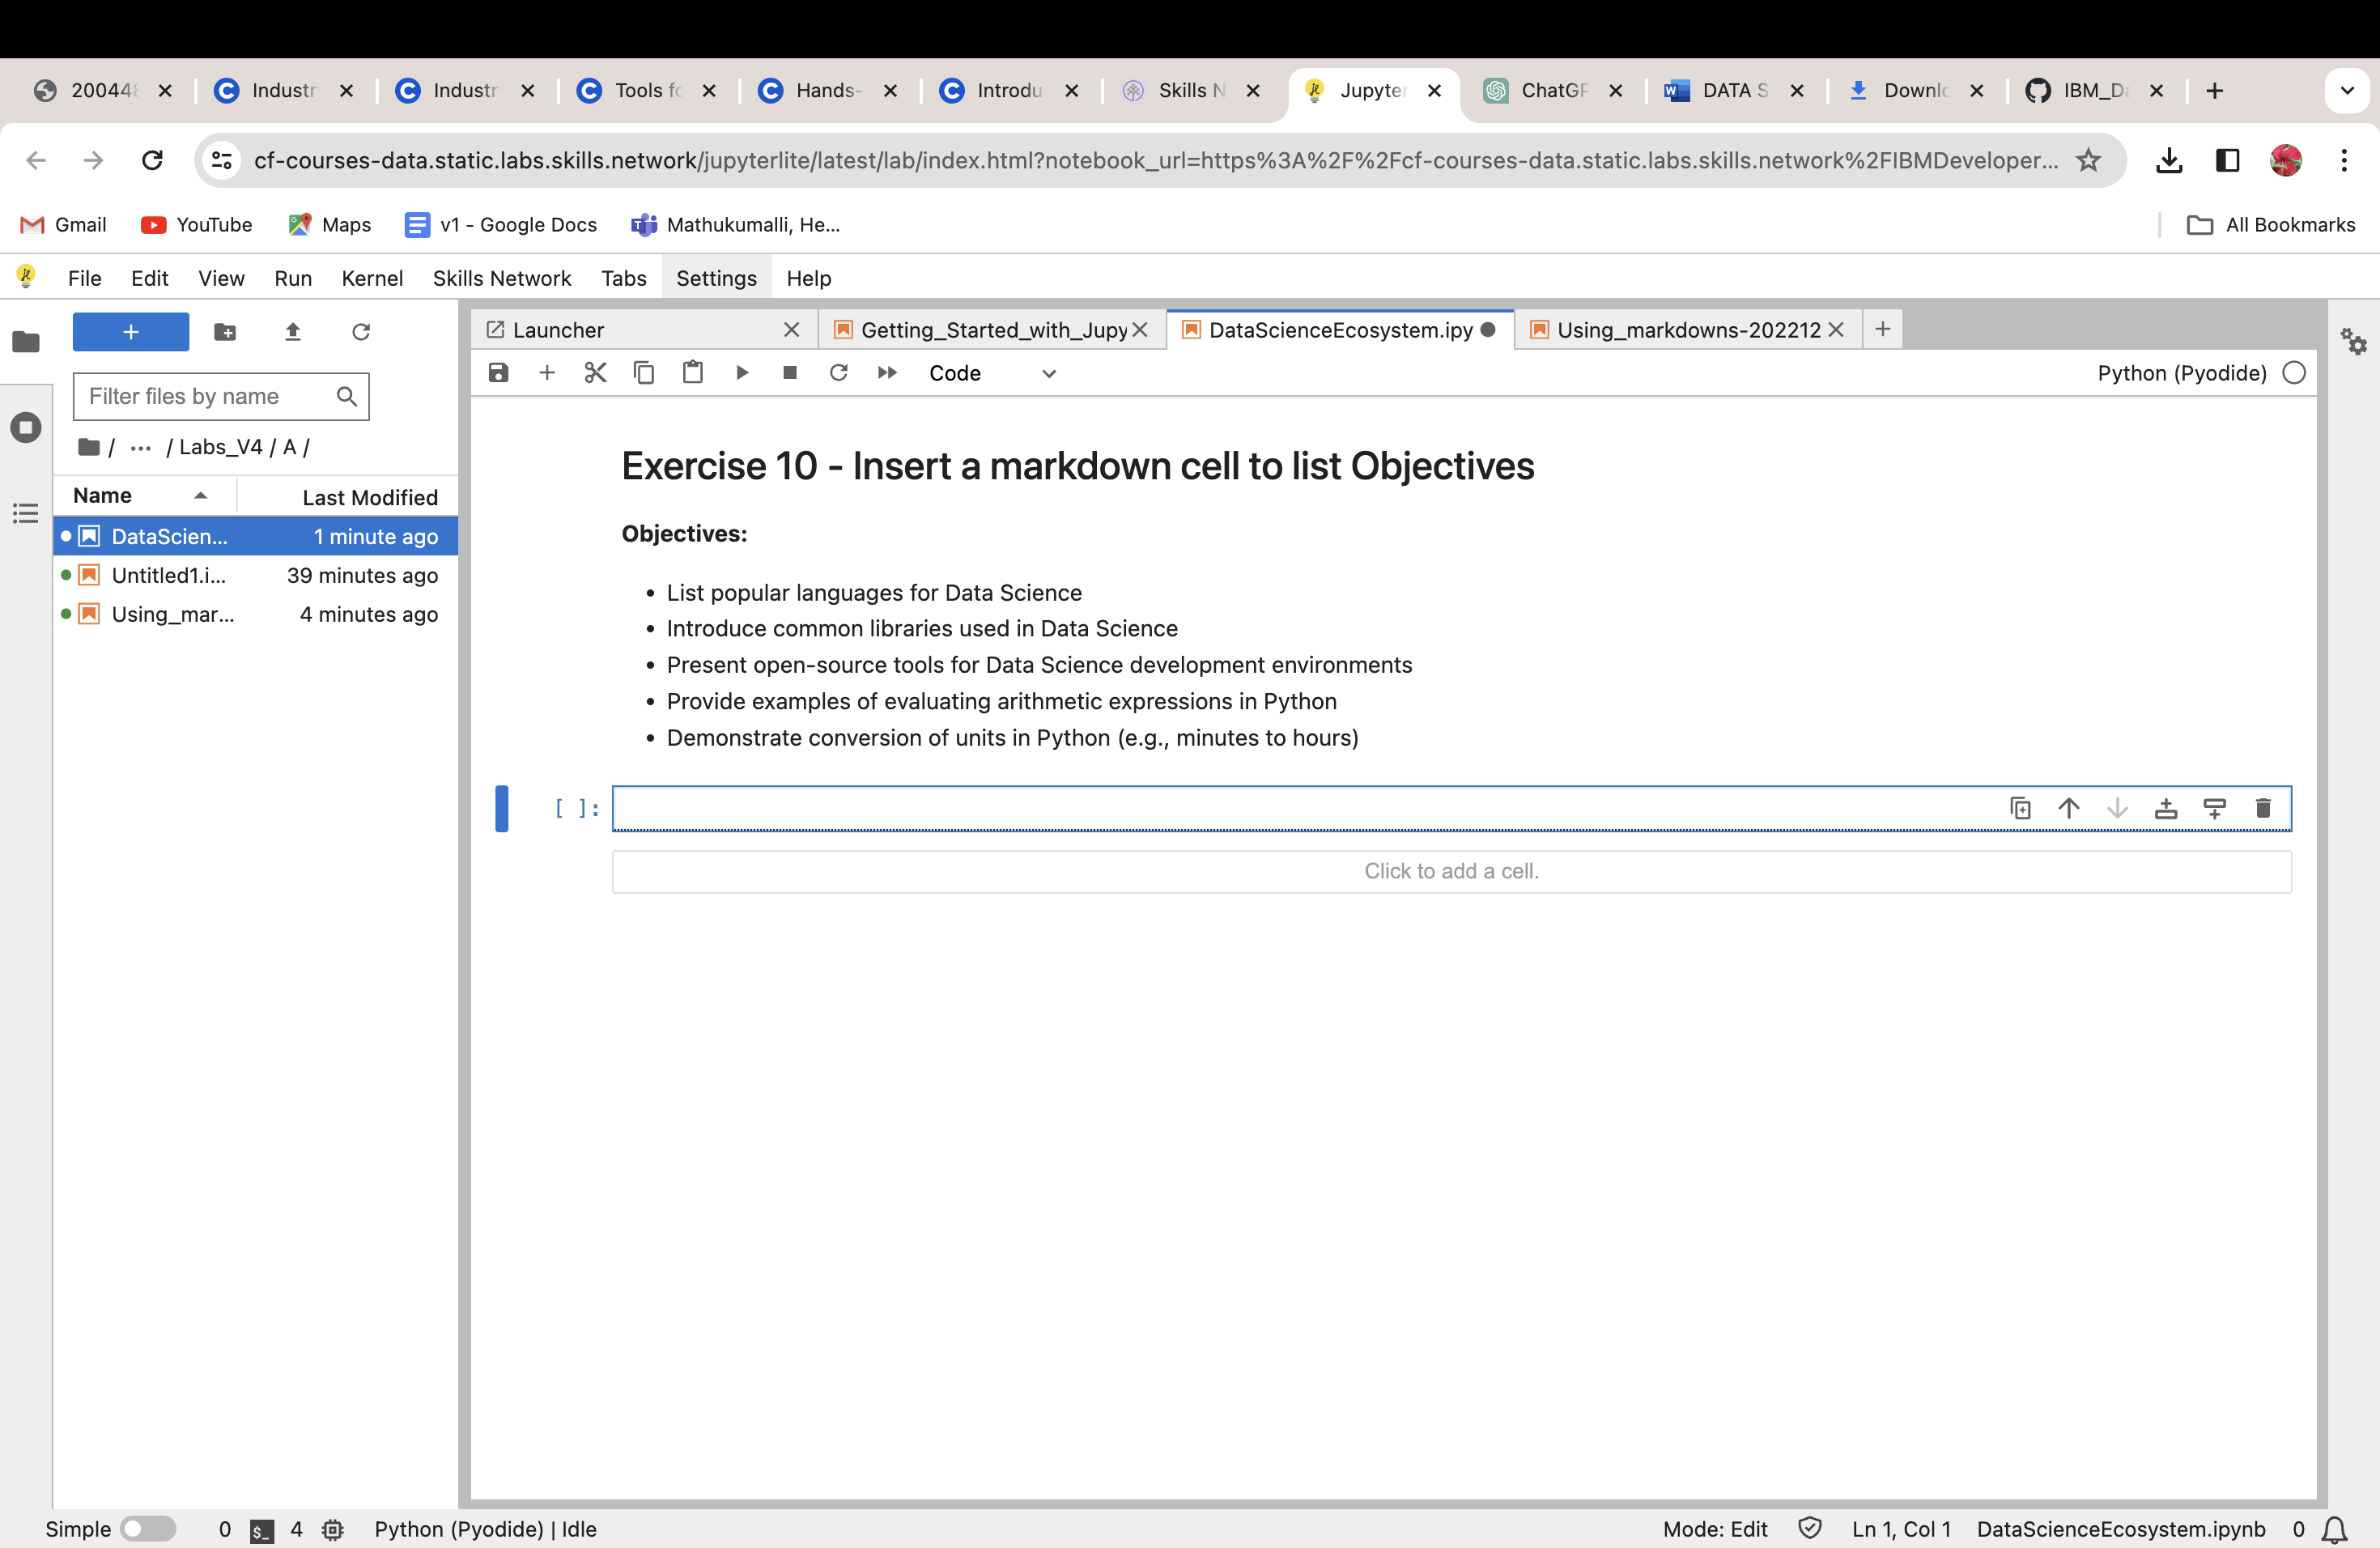 200448 Industr Industr Tools fo Hands- Introdu Skills N Jupyter ChatGP DATA S Downlo IBM_Da
cf-courses-data.static.labs.skills.network/jupyterlite/latest/lab/index.html?notebook_url=https%3A%2F%2Fcf-courses-data.static.labs.skills.network%2FIBMDeveloper...
Gmail YouTube Maps v1 - Google Docs Mathukumalli, He... All Bookmarks
File Edit View Run Kernel Skills Network Tabs Settings Help
Launcher Getting_Started_with_Jupy DataScienceEcosystem.ipy Using_markdowns-202212
Code Python (Pyodide)
Filter files by name
/ ... / Labs_V4 / A /
Name Last Modified
DataScien... 1 minute ago
Untitled1.i... 39 minutes ago
Using_mar... 4 minutes ago
Exercise 10 - Insert a markdown cell to list Objectives
Objectives:
• List popular languages for Data Science
• Introduce common libraries used in Data Science
• Present open-source tools for Data Science development environments
• Provide examples of evaluating arithmetic expressions in Python
• Demonstrate conversion of units in Python (e.g., minutes to hours)
[ ]:
Click to add a cell.
Simple 0 $_ 4 Python (Pyodide) | Idle Mode: Edit Ln 1, Col 1 DataScienceEcosystem.ipynb 0